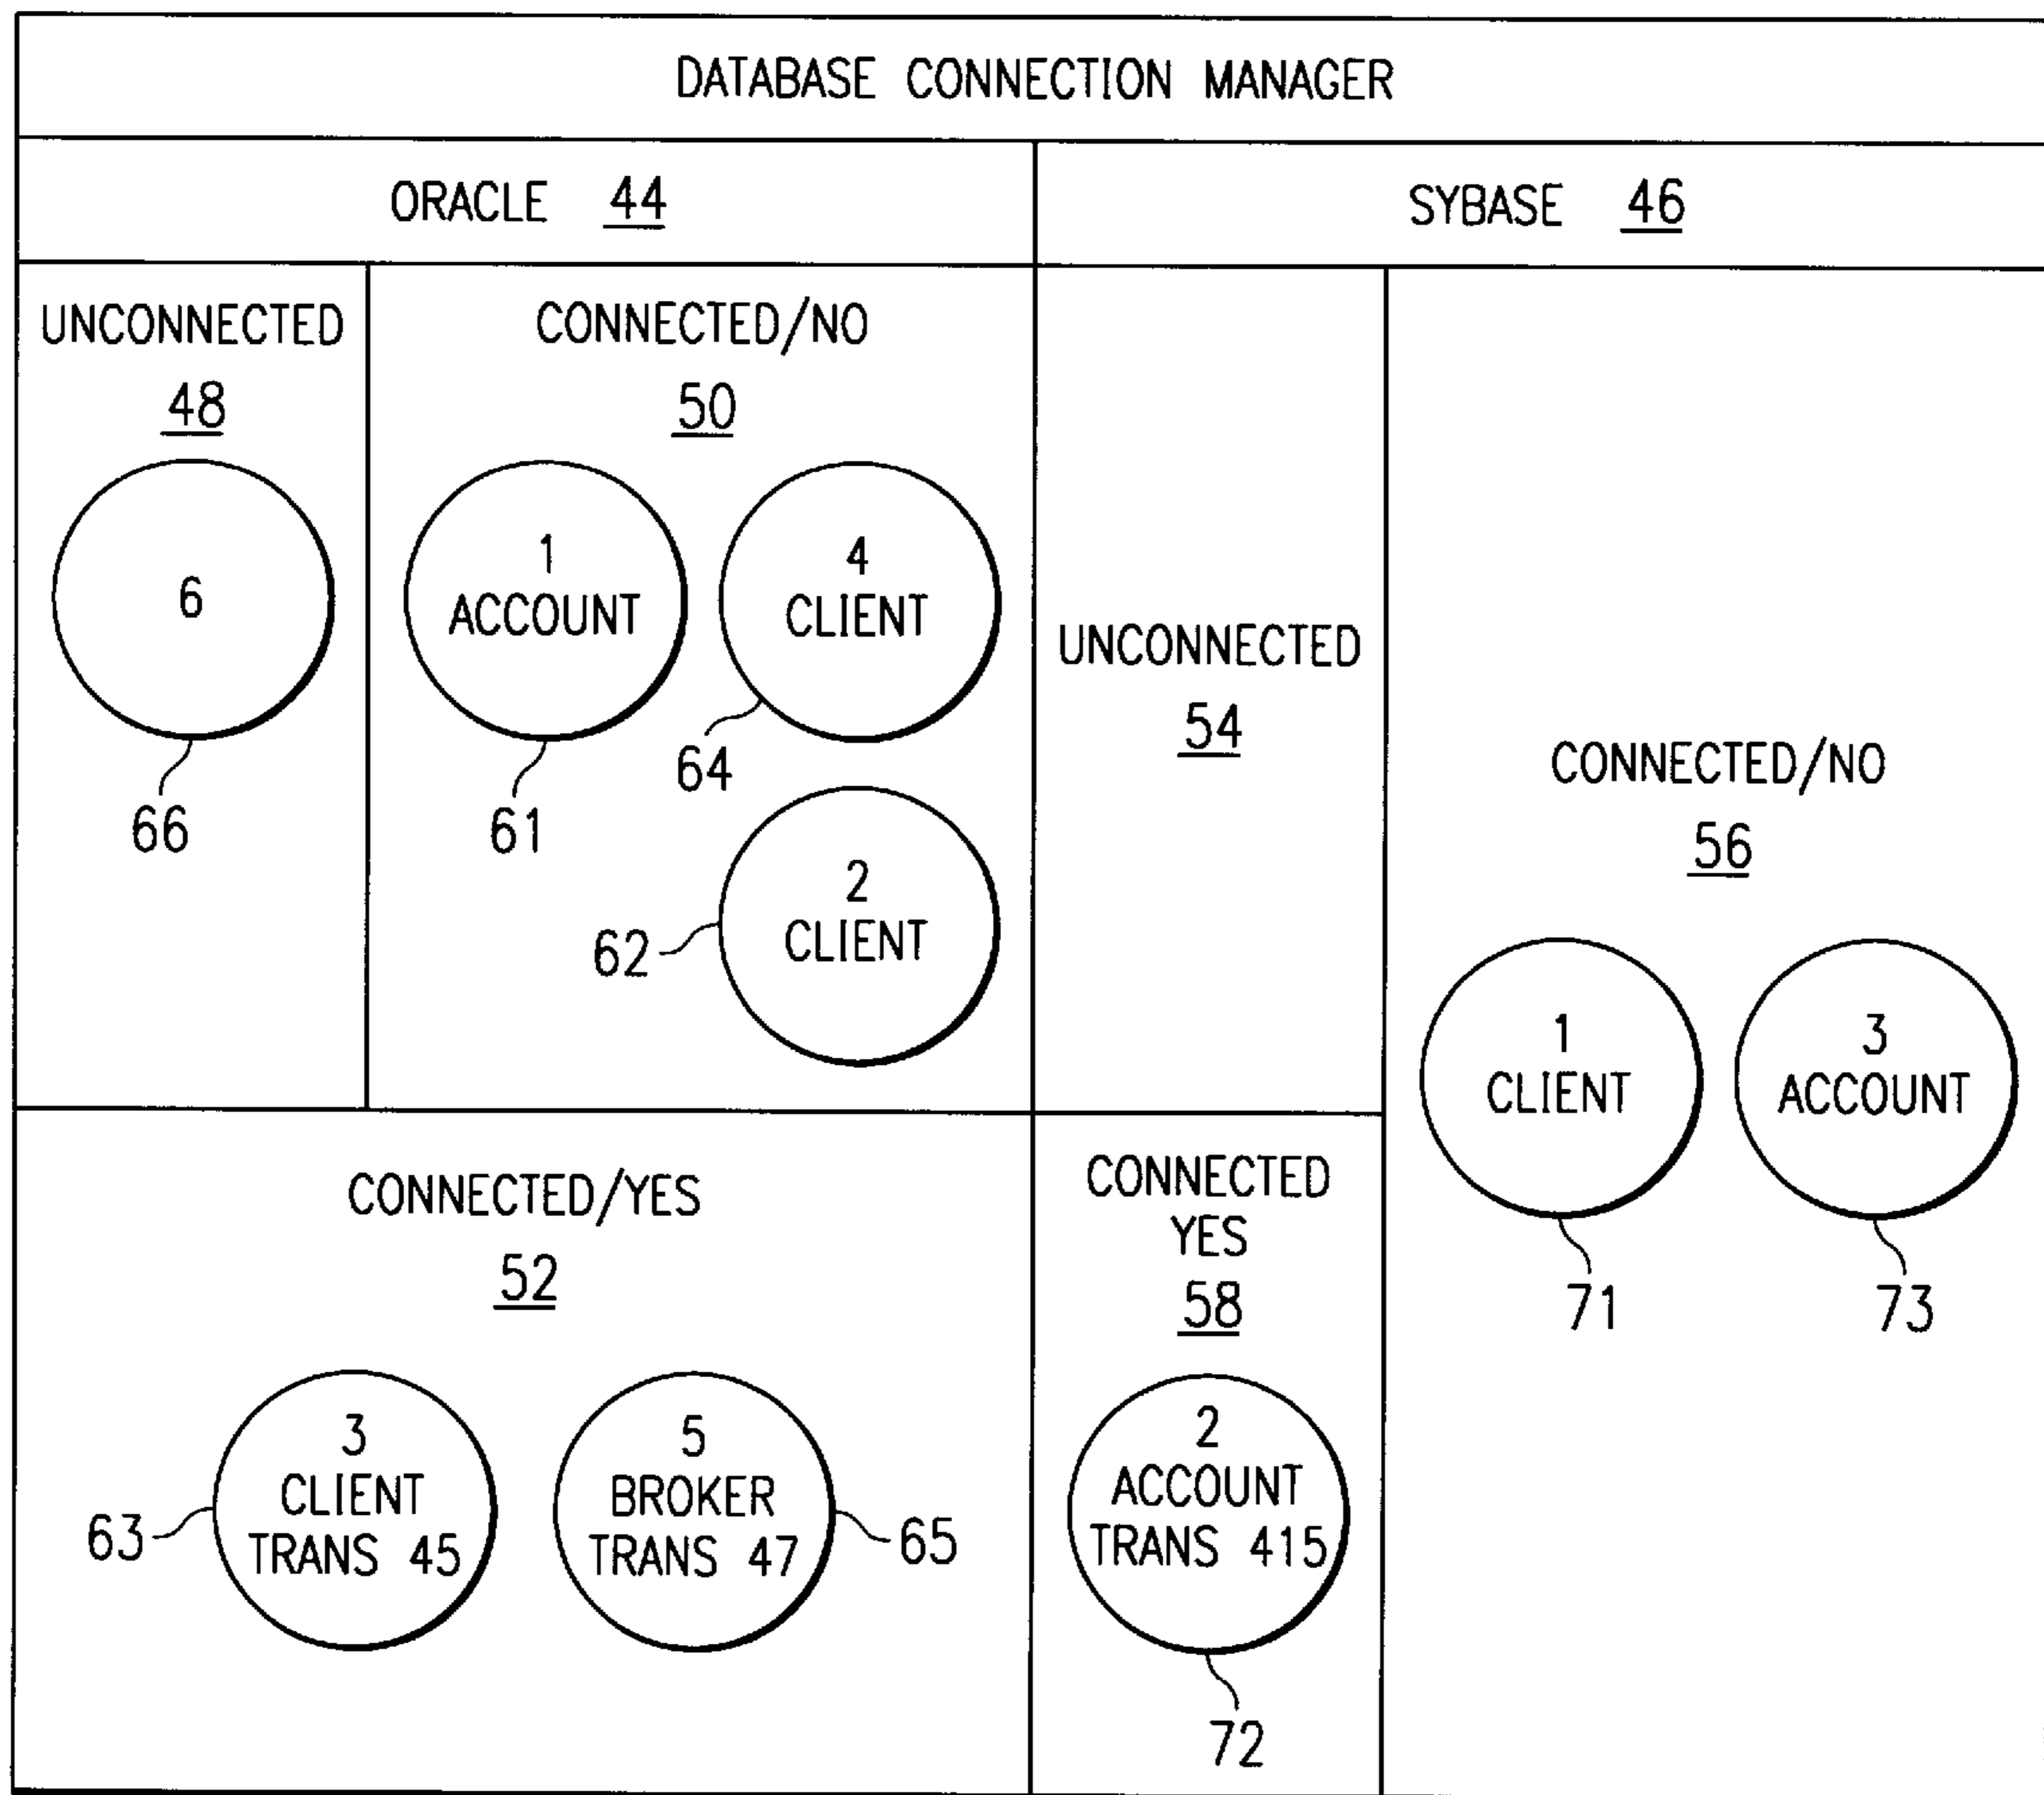 DATABASE CONNECTION MANAGER
ORACLE 44
SYBASE 46
UNCONNECTED
48
6
66
CONNECTED/NO
50
1
ACCOUNT
61
4
CLIENT
64
2
CLIENT
62
UNCONNECTED
54
CONNECTED/NO
56
1
CLIENT
71
3
ACCOUNT
73
CONNECTED/YES
52
3
CLIENT
TRANS 45
63
5
BROKER
TRANS 47
65
CONNECTED
YES
58
2
ACCOUNT
TRANS 415
72